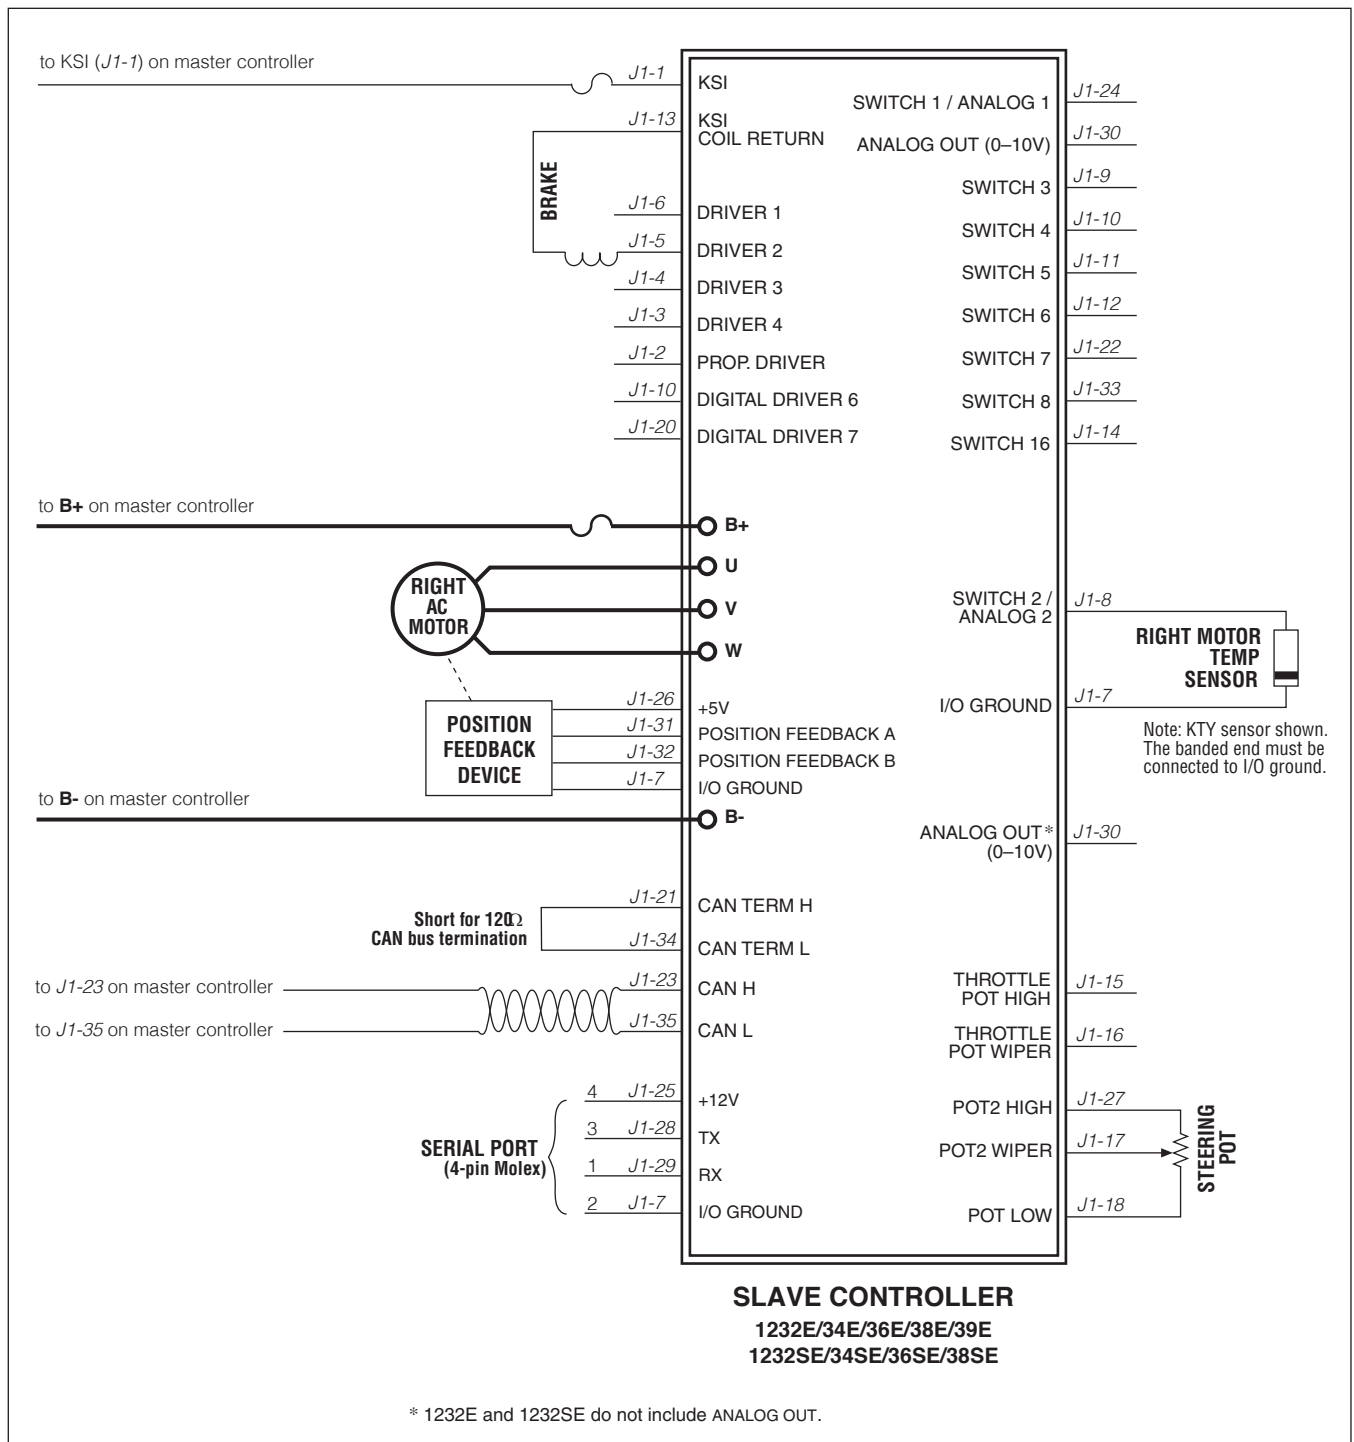 to KSI (J1-1) on master controller
J1-1
KSI
J1-13
KSI
COIL RETURN
BRAKE
J1-6
DRIVER 1
J1-5
DRIVER 2
J1-4
DRIVER 3
J1-3
DRIVER 4
J1-2
PROP. DRIVER
J1-10
DIGITAL DRIVER 6
J1-20
DIGITAL DRIVER 7
SWITCH 1 / ANALOG 1
J1-24
ANALOG OUT (0–10V)
J1-30
SWITCH 3
J1-9
SWITCH 4
J1-10
SWITCH 5
J1-11
SWITCH 6
J1-12
SWITCH 7
J1-22
SWITCH 8
J1-33
SWITCH 16
J1-14
to B+ on master controller
B+
U
V
W
RIGHT
AC
MOTOR
SWITCH 2 /
ANALOG 2
J1-8
RIGHT MOTOR
TEMP
SENSOR
I/O GROUND
J1-7
Note: KTY sensor shown.
The banded end must be
connected to I/O ground.
POSITION
FEEDBACK
DEVICE
J1-26
+5V
J1-31
POSITION FEEDBACK A
J1-32
POSITION FEEDBACK B
J1-7
I/O GROUND
to B- on master controller
B-
ANALOG OUT*
(0–10V)
J1-30
Short for 120Ω
CAN bus termination
J1-21
CAN TERM H
J1-34
CAN TERM L
to J1-23 on master controller
J1-23
CAN H
to J1-35 on master controller
J1-35
CAN L
THROTTLE
POT HIGH
J1-15
THROTTLE
POT WIPER
J1-16
SERIAL PORT
(4-pin Molex)
4 J1-25
+12V
3 J1-28
TX
1 J1-29
RX
2 J1-7
I/O GROUND
POT2 HIGH
J1-27
POT2 WIPER
J1-17
POT LOW
J1-18
STEERING
POT
SLAVE CONTROLLER
1232E/34E/36E/38E/39E
1232SE/34SE/36SE/38SE
* 1232E and 1232SE do not include ANALOG OUT.